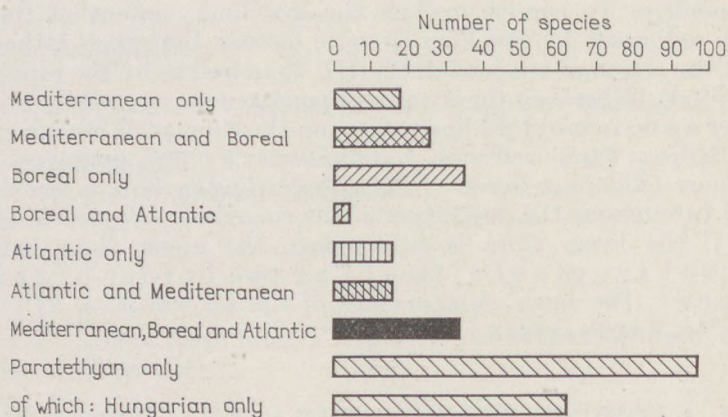 Number of species
0 10 20 30 40 50 60 70 80 90 100
Mediterranean only
Mediterranean and Boreal
Boreal only
Boreal and Atlantic
Atlantic only
Atlantic and Mediterranean
Mediterranean, Boreal and Atlantic
Paratethyan only
of which: Hungarian only